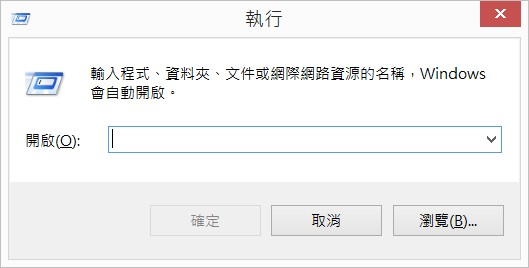 執行
輸入程式、資料夾、文件或網際網路資源的名稱，Windows
會自動開啟。
開啟(O):
確定
取消
瀏覽(B)...